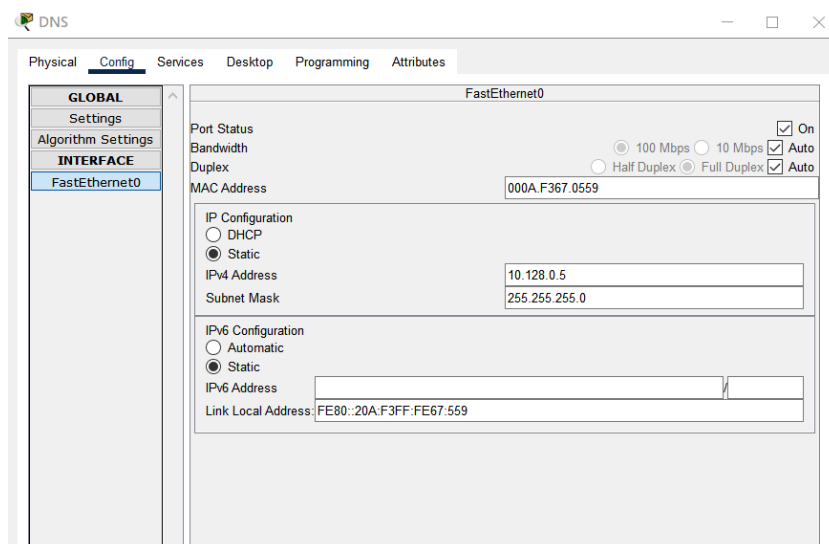 DNS
Physical Config Services Desktop Programming Attributes
GLOBAL
Settings
Algorithm Settings
INTERFACE
FastEthernet0
FastEthernet0
Port Status On
Bandwidth 100 Mbps 10 Mbps Auto
Duplex Half Duplex Full Duplex Auto
MAC Address 000A.F367.0559
IP Configuration
DHCP
Static
IPv4 Address 10.128.0.5
Subnet Mask 255.255.255.0
IPv6 Configuration
Automatic
Static
IPv6 Address /
Link Local Address: FE80::20A:F3FF:FE67:559